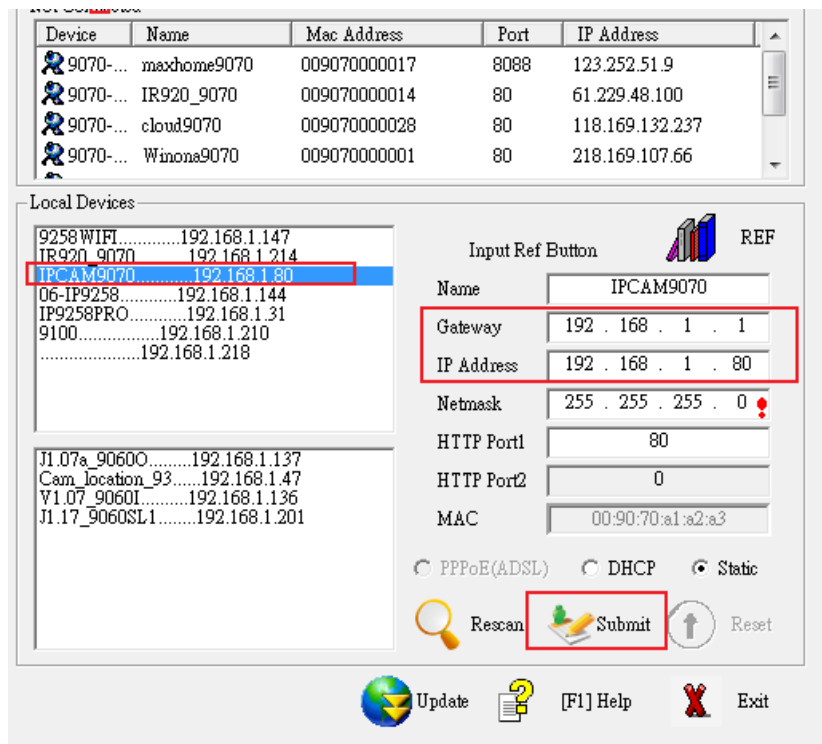 Device Name Mac Address Port IP Address
9070-... maxhome9070 009070000017 8088 123.252.51.9
9070-... IR920_9070 009070000014 80 61.229.48.100
9070-... cloud9070 009070000028 80 118.169.132.237
9070-... Winona9070 009070000001 80 218.169.107.66
Local Devices
9258WIFI.............192.168.1.147
IR920_9070...........192.168.1.214
IPCAM9070............192.168.1.80
06-IP9258............192.168.1.144
IP9258PRO............192.168.1.31
9100.................192.168.1.210
.....................192.168.1.218
J1.07a_9060O.........192.168.1.137
Cam_location_93......192.168.1.47
V1.07_9060I.........192.168.1.136
J1.17_9060SL1........192.168.1.201
Input Ref Button
REF
Name IPCAM9070
Gateway 192 . 168 . 1 . 1
IP Address 192 . 168 . 1 . 80
Netmask 255 . 255 . 255 . 0
HTTP Port1 80
HTTP Port2 0
MAC 00:90:70:a1:a2:a3
PPPoE(ADSL) DHCP Static
Rescan Submit Reset
Update [F1] Help Exit